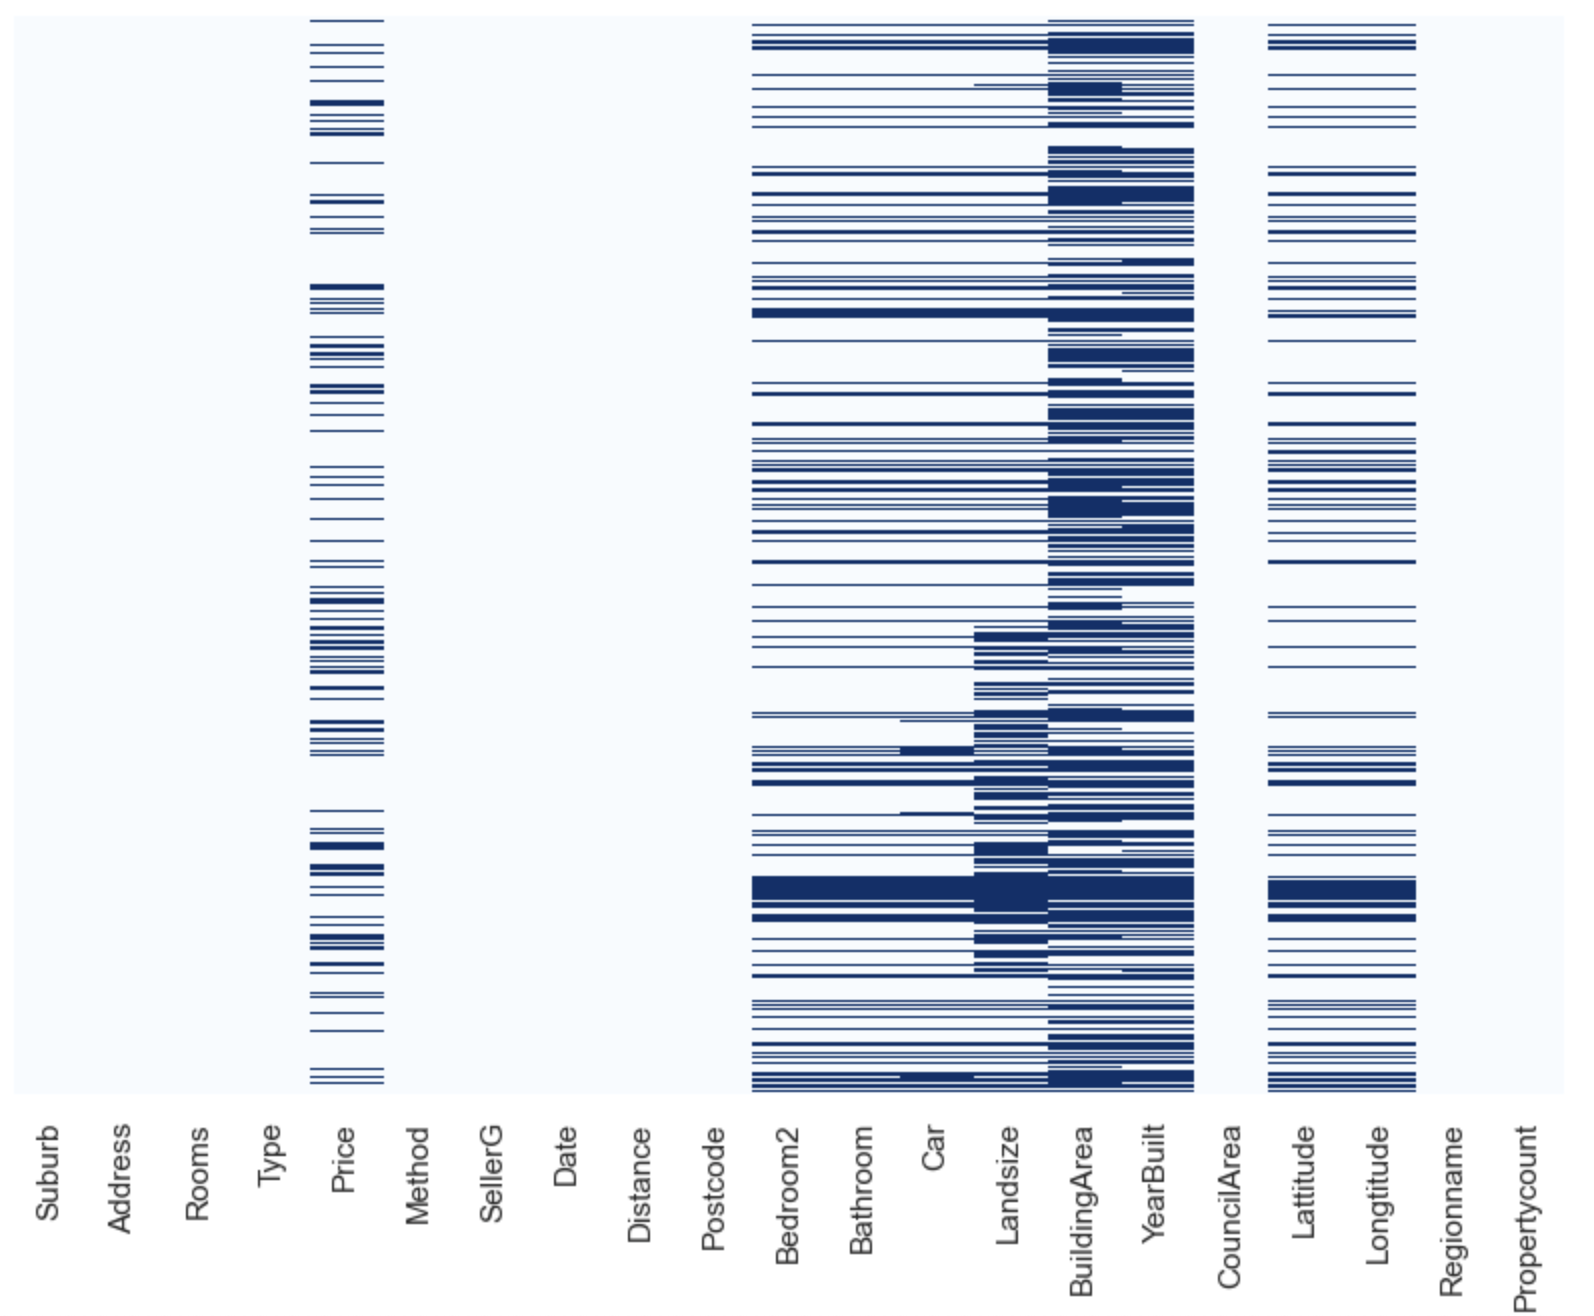 Suburb
Address
Rooms
Type
Price
Method
SellerG
Date
Distance
Postcode
Bedroom2
Bathroom
Car
Landsize
BuildingArea
YearBuilt
CouncilArea
Lattitude
Longtitude
Regionname
Propertycount